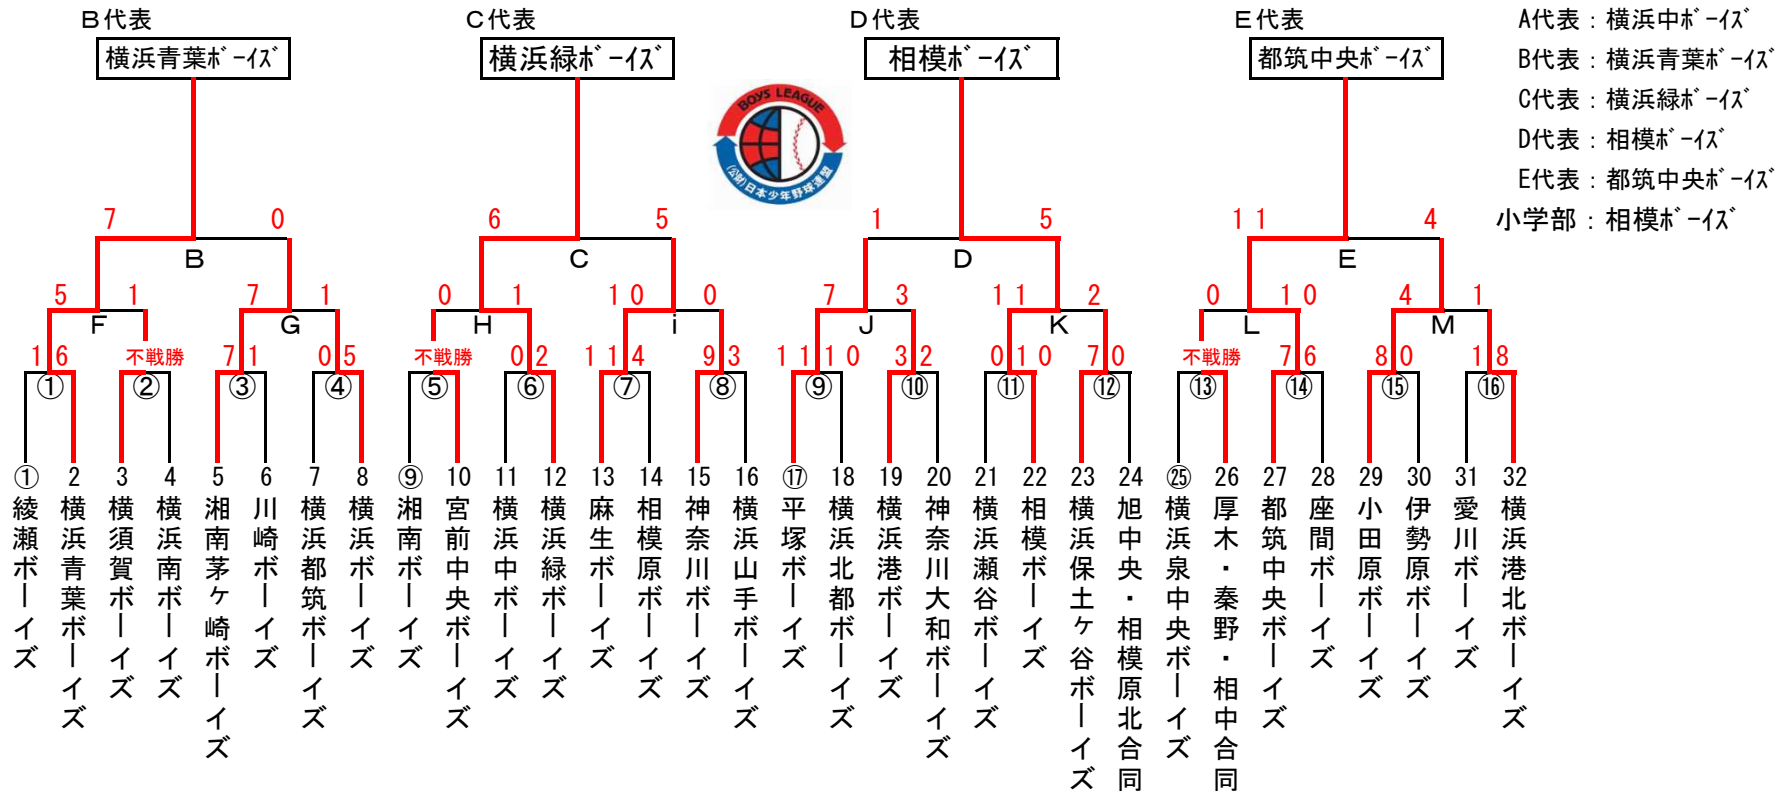 B代表 C代表 D代表 E代表
横浜青葉ﾎﾞｰｲｽﾞ 横浜緑ﾎﾞｰｲｽﾞ 相模ﾎﾞｰｲｽﾞ 都筑中央ﾎﾞｰｲｽﾞ
A代表：横浜中ﾎﾞｰｲｽﾞ
B代表：横浜青葉ﾎﾞｰｲｽﾞ
C代表：横浜緑ﾎﾞｰｲｽﾞ
D代表：相模ﾎﾞｰｲｽﾞ
E代表：都筑中央ﾎﾞｰｲｽﾞ
小学部：相模ﾎﾞｰｲｽﾞ
BOYS LEAGUE
(公財)日本少年野球連盟
7 0 6 5 1 5 11 4
B C D E
5 1 7 1 0 1 10 0 7 3 11 2 0 10 4 1
F G H i J K L M
16 不戦勝 71 05 不戦勝 02 114 93 1110 32 010 70 不戦勝 76 80 18
① ② ③ ④ ⑤ ⑥ ⑦ ⑧ ⑨ ⑩ ⑪ ⑫ ⑬ ⑭ ⑮ ⑯
① 綾瀬ボーイズ
2 横浜青葉ボーイズ
3 横須賀ボーイズ
4 横浜南ボーイズ
5 湘南茅ケ崎ボーイズ
6 川崎ボーイズ
7 横浜都筑ボーイズ
8 横浜ボーイズ
⑨ 湘南ボーイズ
10 宮前中央ボーイズ
11 横浜中ボーイズ
12 横浜緑ボーイズ
13 麻生ボーイズ
14 相模原ボーイズ
15 神奈川ボーイズ
16 横浜山手ボーイズ
⑰ 平塚ボーイズ
18 横浜北都ボーイズ
19 横浜港ボーイズ
20 神奈川大和ボーイズ
21 横浜瀬谷ボーイズ
22 相模ボーイズ
23 横浜保土ケ谷ボーイズ
24 旭中央・相模原北合同
㉕ 横浜泉中央ボーイズ
26 厚木・秦野・相中合同
27 都筑中央ボーイズ
28 座間ボーイズ
29 小田原ボーイズ
30 伊勢原ボーイズ
31 愛川ボーイズ
32 横浜港北ボーイズ